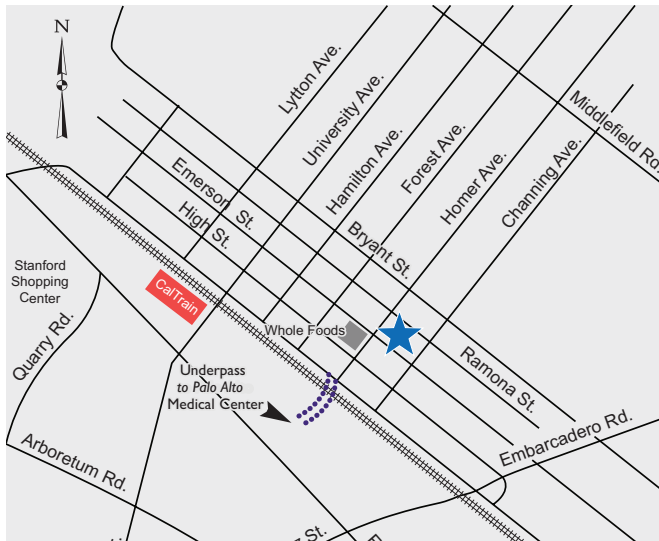 N
Lytton Ave.
University Ave.
Hamilton Ave.
Forest Ave.
Homer Ave.
Channing Ave.
Middlefield Rd.
Emerson St.
High St.
Bryant St.
Stanford
Shopping
Center
CalTrain
Quarry Rd.
Whole Foods
Underpass
to Palo Alto
Medical Center
Ramona St.
Embarcadero Rd.
Arboretum Rd.
St.